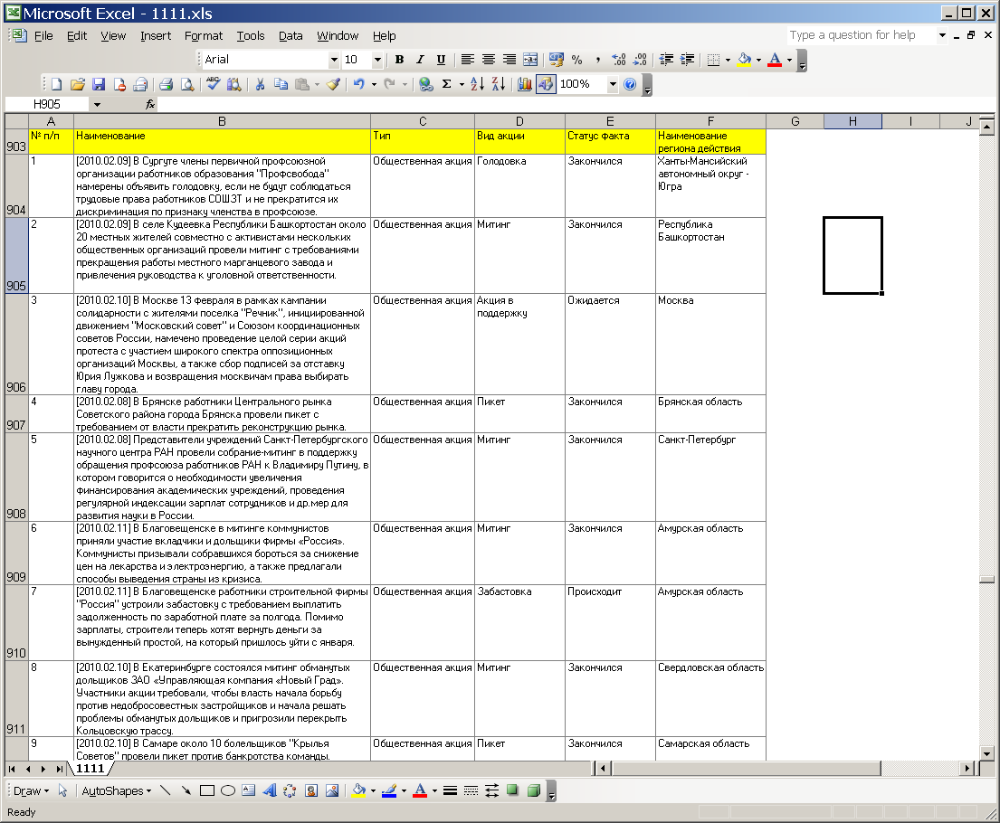 Microsoft Excel - 1111.xls
File Edit View Insert Format Tools Data Window Help
Type a question for help
Arial 10 B I U % ,
ABC Σ 100%
H905 fx
A B C D E F G H I J
903 № п/п Наименование Тип Вид акции Статус факта Наименование
региона действия
1 [2010.02.09] В Сургуте члены первичной профсоюзной Общественная акция Голодовка Закончился Ханты-Мансийский
организации работников образования "Профсвобода" автономный округ -
намерены объявить голодовку, если не будут соблюдаться Югра
трудовые права работников СОШЗТ и не прекратится их
904 дискриминация по признаку членства в профсоюзе.
2 [2010.02.09] В селе Кудеевка Республики Башкортостан около Общественная акция Митинг Закончился Республика
20 местных жителей совместно с активистами нескольких Башкортостан
общественных организаций провели митинг с требованиями
прекращения работы местного марганцевого завода и
привлечения руководства к уголовной ответственности.
905
3 [2010.02.10] В Москве 13 февраля в рамках кампании Общественная акция Акция в Ожидается Москва
солидарности с жителями поселка "Речник", инициированной поддержку
движением "Московский совет" и Союзом координационных
советов России, намечено проведение целой серии акций
протеста с участием широкого спектра оппозиционных
организаций Москвы, а также сбор подписей за отставку
Юрия Лужкова и возвращения москвичам права выбирать
906 главу города.
4 [2010.02.08] В Брянске работники Центрального рынка Общественная акция Пикет Закончился Брянская область
Советского района города Брянска провели пикет с
907 требованием от власти прекратить реконструкцию рынка.
5 [2010.02.08] Представители учреждений Санкт-Петербургского Общественная акция Митинг Закончился Санкт-Петербург
научного центра РАН провели собрание-митинг в поддержку
обращения профсоюза работников РАН к Владимиру Путину, в
котором говорится о необходимости увеличения
финансирования академических учреждений, проведения
регулярной индексации зарплат сотрудников и др.мер для
908 развития науки в России.
6 [2010.02.11] В Благовещенске в митинге коммунистов Общественная акция Митинг Закончился Амурская область
приняли участие вкладчики и дольщики фирмы «Россия».
Коммунисты призывали собравшихся бороться за снижение
цен на лекарства и электроэнергию, а также предлагали
909 способы выведения страны из кризиса.
7 [2010.02.11] В Благовещенске работники строительной фирмы Общественная акция Забастовка Происходит Амурская область
"Россия" устроили забастовку с требованием выплатить
задолженность по заработной плате за полгода. Помимо
зарплаты, строители теперь хотят вернуть деньги за
вынужденный простой, на который пришлось уйти с января.
910
8 [2010.02.10] В Екатеринбурге состоялся митинг обманутых Общественная акция Митинг Закончился Свердловская область
дольщиков ЗАО «Управляющая компания «Новый Град».
Участники акции требовали, чтобы власть начала борьбу
против недобросовестных застройщиков и начала решать
проблемы обманутых дольщиков и пригрозили перекрыть
911 Кольцовскую трассу.
9 [2010.02.10] В Самаре около 10 болельщиков "Крылья Общественная акция Пикет Закончился Самарская область
Советов" провели пикет против банкротства команды.
1111
Draw AutoShapes
Ready